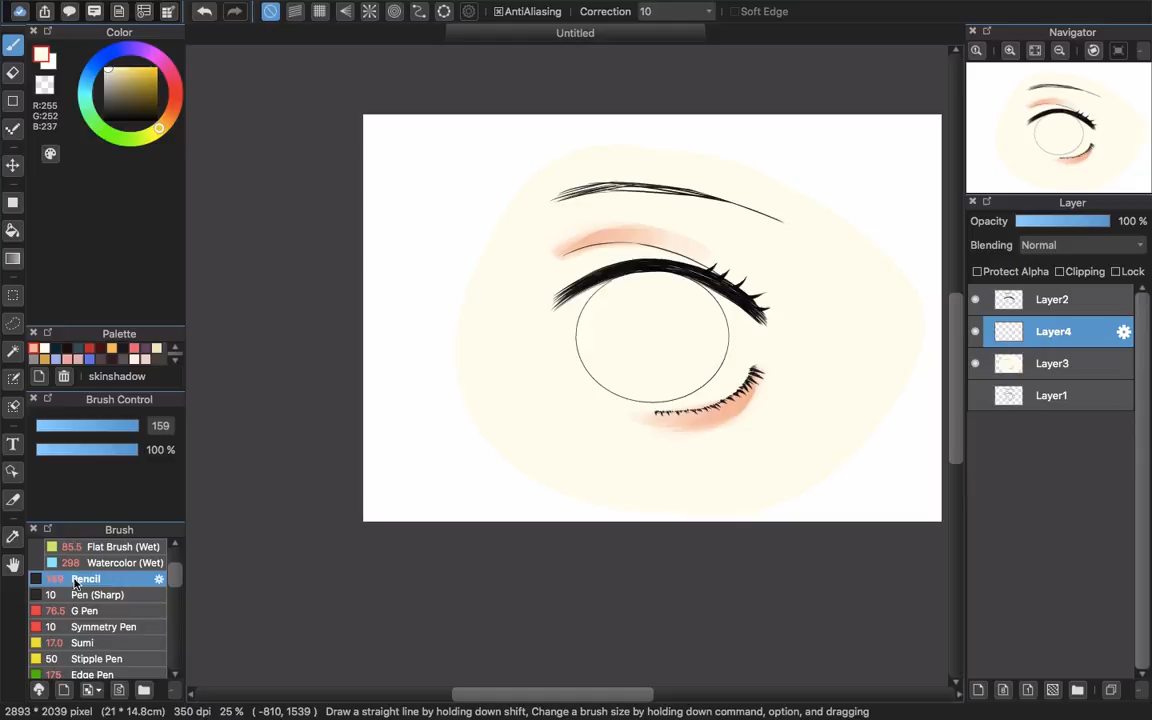 AntiAliasing Correction 10 Soft Edge
Untitled
Color
R:255
G:252
B:237
Palette
skinshadow
Brush Control
159
100 %
Brush
85.5 Flat Brush (Wet)
298 Watercolor (Wet)
159 Pencil
10 Pen (Sharp)
76.5 G Pen
10 Symmetry Pen
17.0 Sumi
50 Stipple Pen
175 Edge Pen
T
Navigator
Layer
Opacity 100 %
Blending Normal
Protect Alpha Clipping Lock
Layer2
Layer4
Layer3
Layer1
2893 * 2039 pixel (21 * 14.8cm) 350 dpi 25 % ( -810, 1539 ) Draw a straight line by holding down shift, Change a brush size by holding down command, option, and dragging